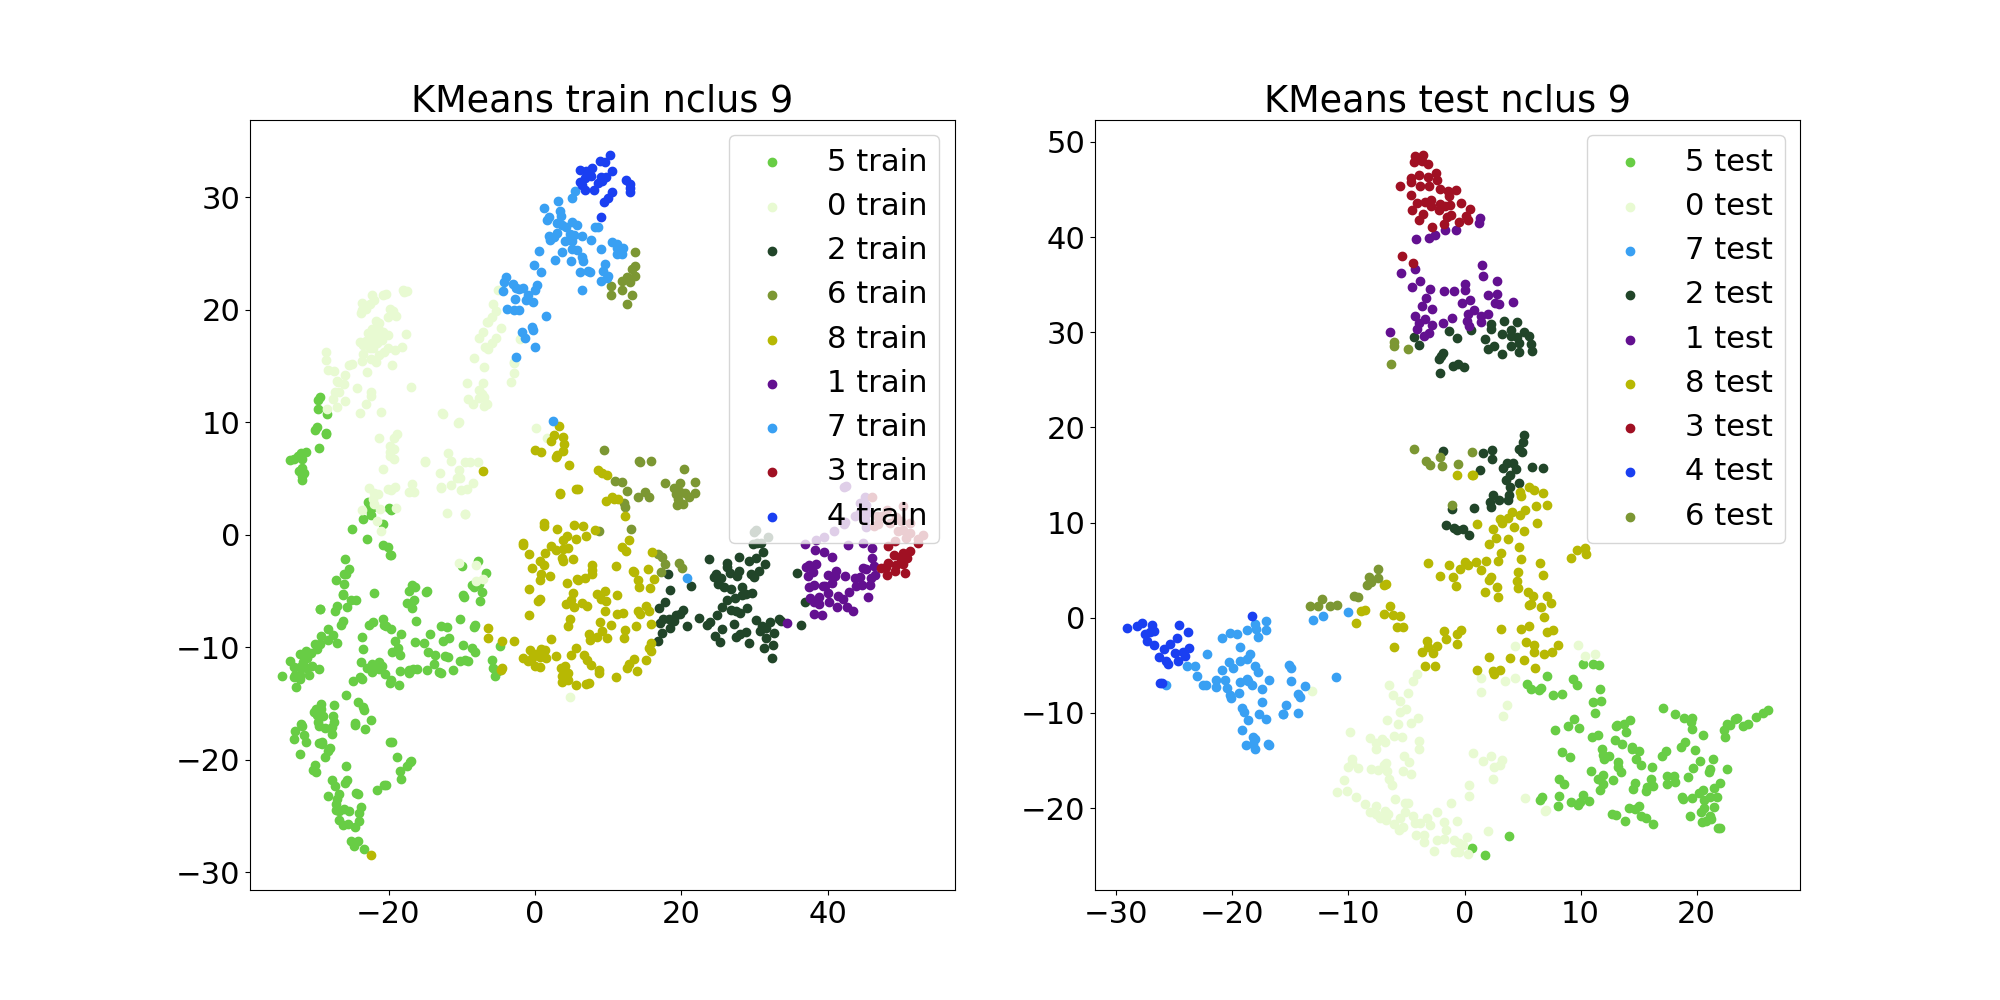 KMeans train nclus 9
30
20
10
0
−10
−20
−30
−20
0
20
40
5 train
0 train
2 train
6 train
8 train
1 train
7 train
3 train
4 train
KMeans test nclus 9
50
40
30
20
10
0
−10
−20
−30
−20
−10
0
10
20
5 test
0 test
7 test
2 test
1 test
8 test
3 test
4 test
6 test